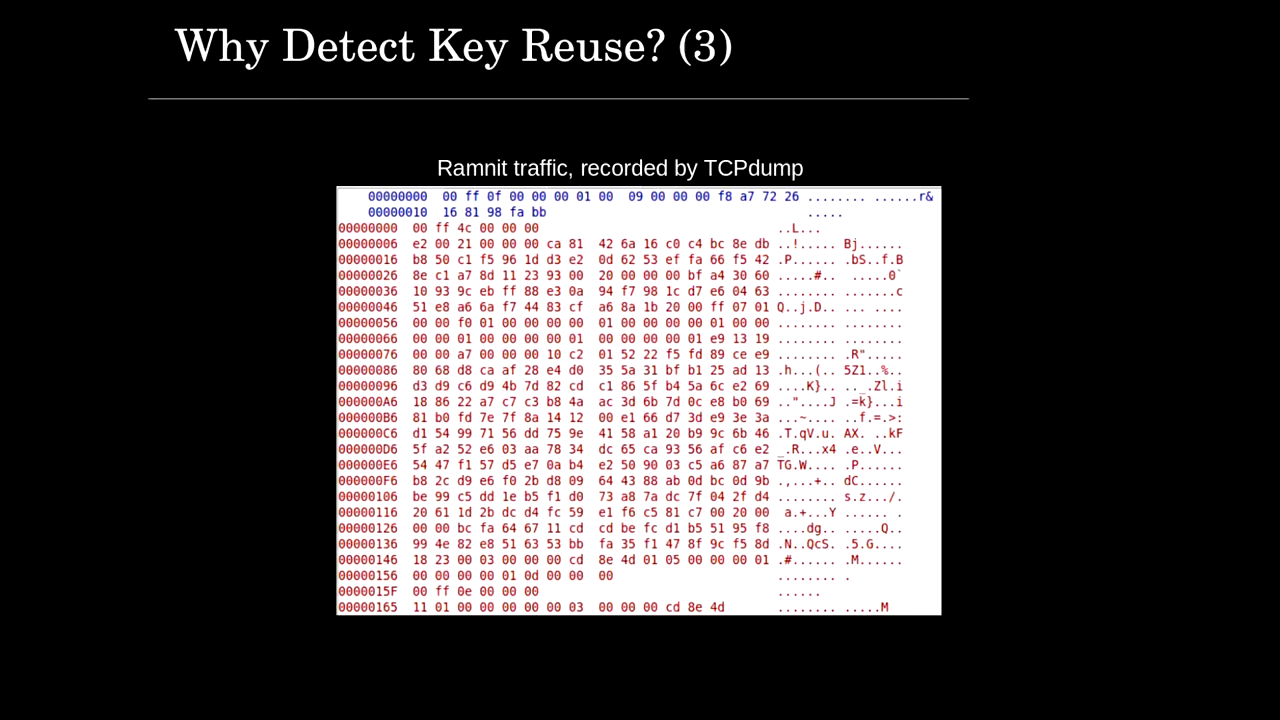 Why Detect Key Reuse? (3)
Ramnit traffic, recorded by TCPdump
00000000  00 ff 0f 00 00 00 01 00  09 00 00 00 f8 a7 72 26 ........ ......r&
00000010  16 81 98 fa bb                                   .....
00000000  00 ff 4c 00 00 00                                ..L...
00000006  e2 00 21 00 00 00 ca 81  42 6a 16 c0 c4 bc 8e db ..!..... Bj......
00000016  b8 50 c1 f5 96 1d d3 e2  0d 62 53 ef fa 66 f5 42 .P...... .bS..f.B
00000026  8e c1 a7 8d 11 23 93 00  20 00 00 00 bf a4 30 60 .....#..  .....0`
00000036  10 93 9c eb ff 88 e3 0a  94 f7 98 1c d7 e6 04 63 ........ .......c
00000046  51 e8 a6 6a f7 44 83 cf  a6 8a 1b 20 00 ff 07 01 Q..j.D.. ... ....
00000056  00 00 f0 01 00 00 00 00  01 00 00 00 00 01 00 00 ........ ........
00000066  00 00 01 00 00 00 00 01  00 00 00 00 01 e9 13 19 ........ ........
00000076  00 00 a7 00 00 00 10 c2  01 52 22 f5 fd 89 ce e9 ........ .R".....
00000086  80 68 d8 ca af 28 e4 d0  35 5a 31 bf b1 25 ad 13 .h...(.. 5Z1..%..
00000096  d3 d9 c6 d9 4b 7d 82 cd  c1 86 5f b4 5a 6c e2 69 ....K}.. .._.Zl.i
000000A6  18 86 22 a7 c7 c3 b8 4a  ac 3d 6b 7d 0c e8 b0 69 .."....J .=k}...i
000000B6  81 b0 fd 7e 7f 8a 14 12  00 e1 66 d7 3d e9 3e 3a ...~.... ..f.=.>:
000000C6  d1 54 99 71 56 dd 75 9e  41 58 a1 20 b9 9c 6b 46 .T.qV.u. AX. ..kF
000000D6  5f a2 52 e6 03 aa 78 34  dc 65 ca 93 56 af c6 e2 _.R...x4 .e..V...
000000E6  54 47 f1 57 d5 e7 0a b4  e2 50 90 03 c5 a6 87 a7 TG.W.... .P......
000000F6  b8 2c d9 e6 f0 2b d8 09  64 43 88 ab 0d bc 0d 9b .,...+.. dC......
00000106  be 99 c5 dd 1e b5 f1 d0  73 a8 7a dc 7f 04 2f d4 ........ s.z.../.
00000116  20 61 1d 2b dc d4 fc 59  e1 f6 c5 81 c7 00 20 00  a.+...Y ...... .
00000126  00 00 bc fa 64 67 11 cd  cd be fc d1 b5 51 95 f8 ....dg.. .....Q..
00000136  99 4e 82 e8 51 63 53 bb  fa 35 f1 47 8f 9c f5 8d .N..QcS. .5.G....
00000146  18 23 00 03 00 00 00 cd  8e 4d 01 05 00 00 00 01 .#...... .M......
00000156  00 00 00 00 01 0d 00 00  00                      ........ .
0000015F  00 ff 0e 00 00 00                                ......
00000165  11 01 00 00 00 00 00 03  00 00 00 cd 8e 4d       ........ .....M